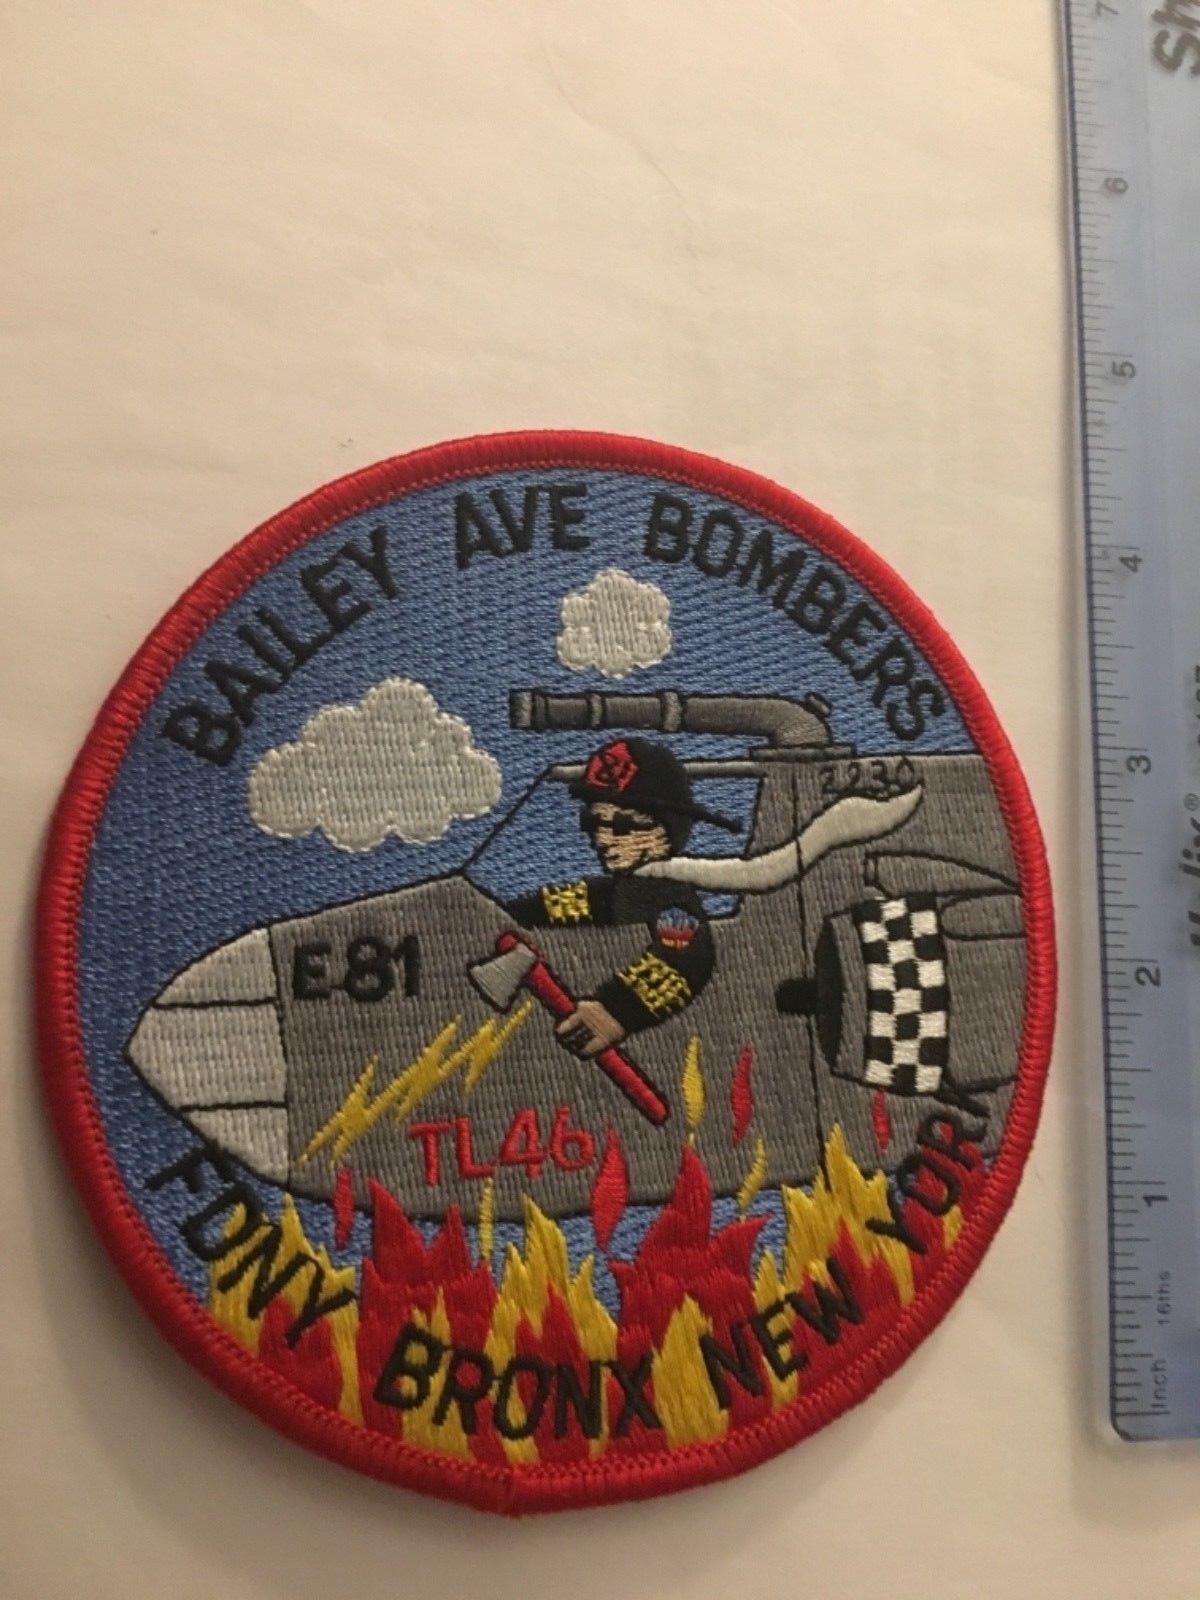 BAILEY AVE BOMBERS
81
2230
E81
TL46
FDNY BRONX NEW YORK
7
6
5
4
3
2
1
16ths
inch